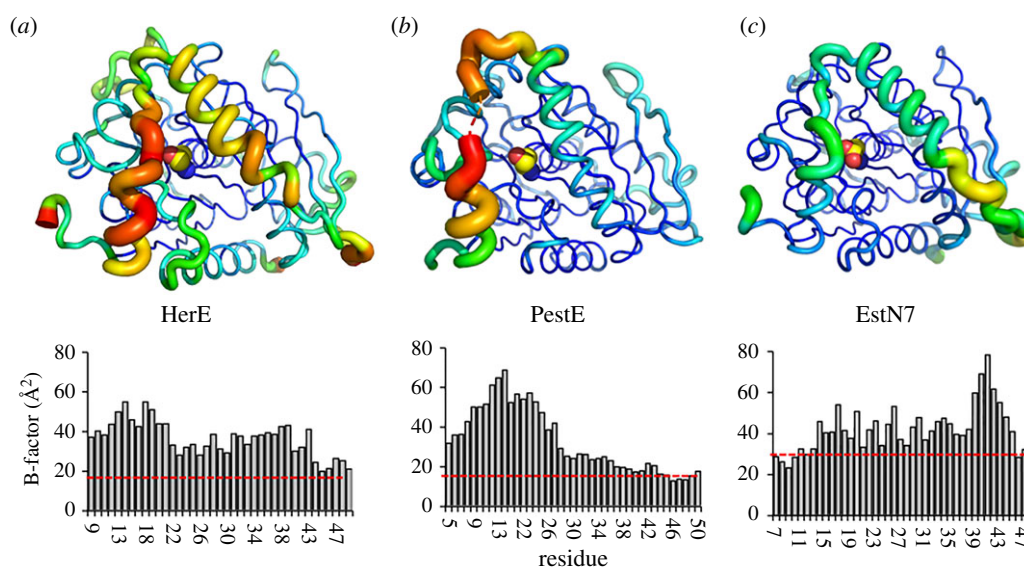 (a) (b) (c)
HerE PestE EstN7
B-factor (Å2)
80 60 40 20 0
9 13 18 22 26 30 34 38 43 47
80 60 40 20 0
5 9 13 18 22 26 30 34 38 42 46 50
80 60 40 20 0
7 11 15 19 23 27 31 35 39 43 47
residue